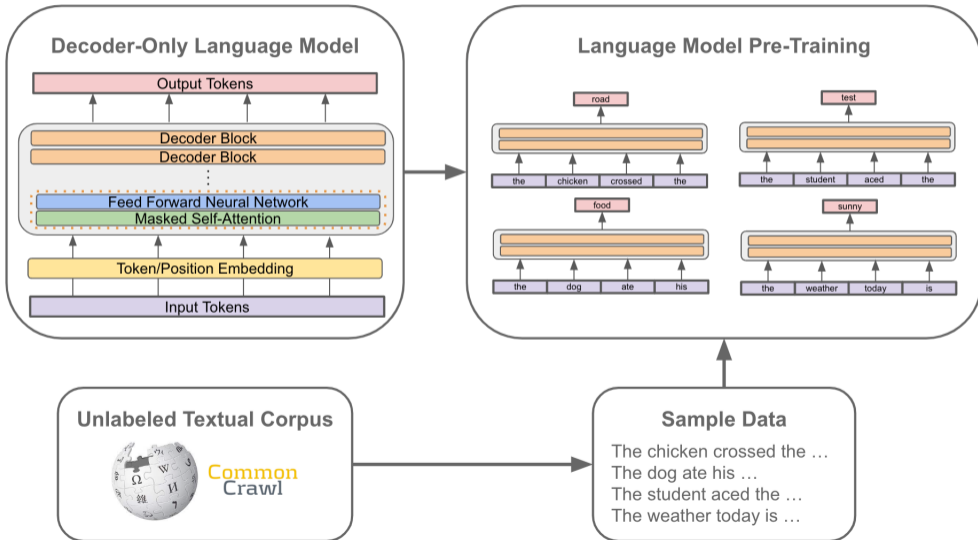 Decoder-Only Language Model
Output Tokens
Decoder Block
Decoder Block
Feed Forward Neural Network
Masked Self-Attention
Token/Position Embedding
Input Tokens
Language Model Pre-Training
road
the chicken crossed the
test
the student aced the
food
the dog ate his
sunny
the weather today is
Unlabeled Textual Corpus
Ω W
И
Common
Crawl
Sample Data
The chicken crossed the …
The dog ate his …
The student aced the …
The weather today is …